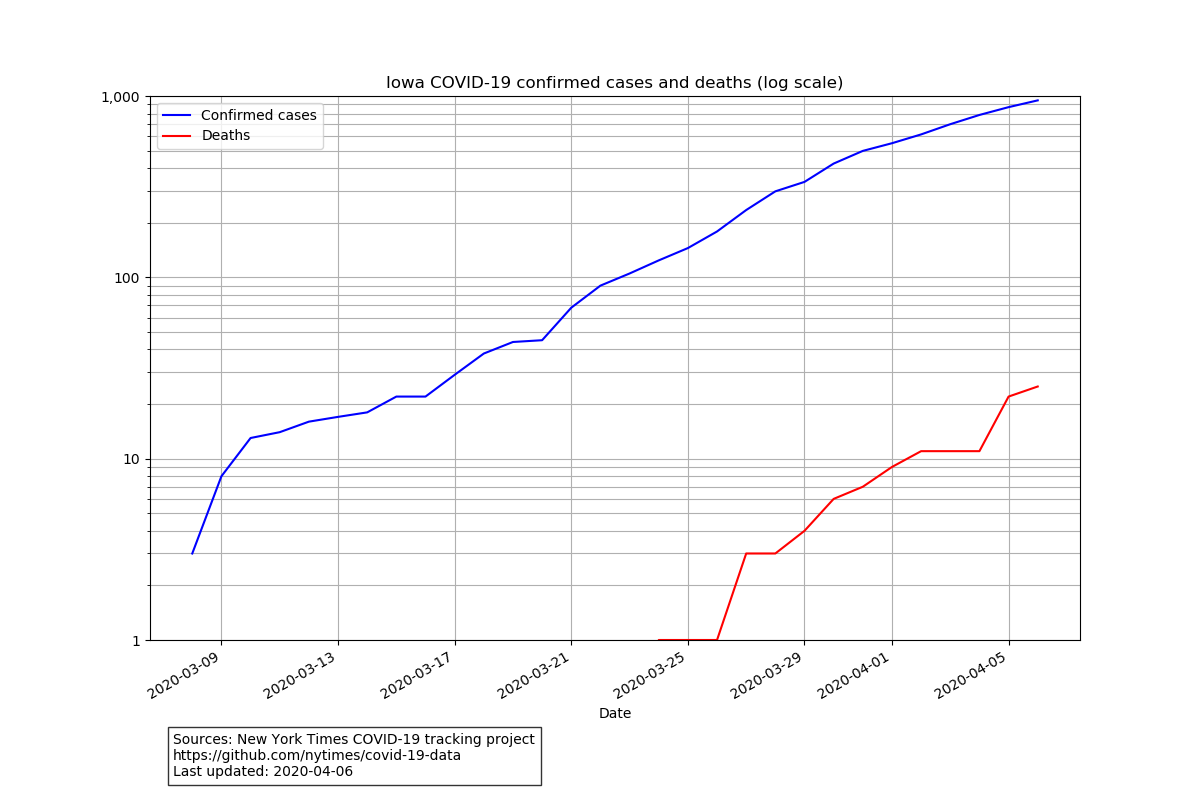 Iowa COVID-19 confirmed cases and deaths (log scale)
1,000
100
10
1
Confirmed cases
Deaths
2020-03-09
2020-03-13
2020-03-17
2020-03-21
2020-03-25
2020-03-29
2020-04-01
2020-04-05
Date
Sources: New York Times COVID-19 tracking project
https://github.com/nytimes/covid-19-data
Last updated: 2020-04-06